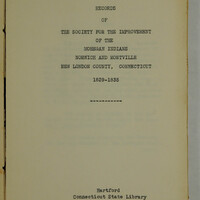 RECORDS
OF
THE SOCIETY FOR THE IMPROVEMENT
OF THE
MOHEGAN INDIANS
NORWICH AND MONTVILLE
NEW LONDON COUNTY, CONNECTICUT
1829-1835
Hartford
Connecticut State Library